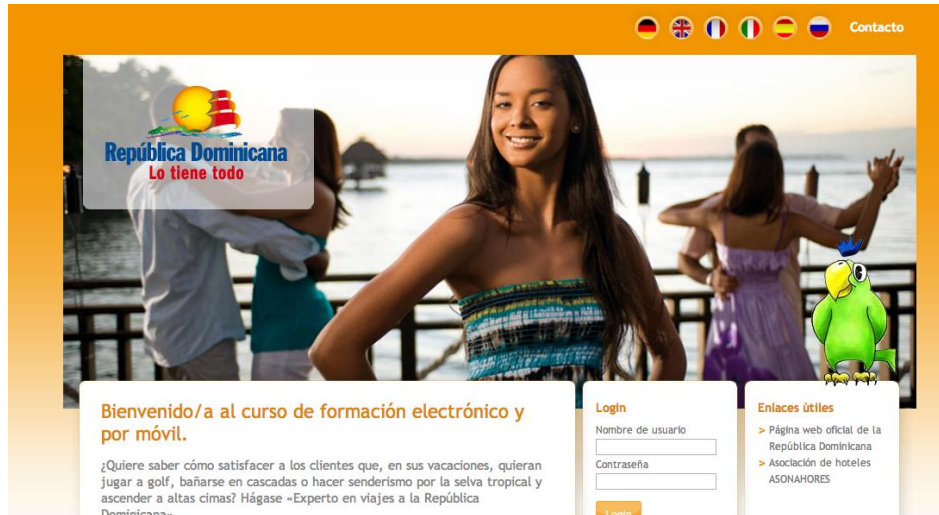 Contacto
República Dominicana
Lo tiene todo
Bienvenido/a al curso de formación electrónico y
por móvil.
¿Quiere saber cómo satisfacer a los clientes que, en sus vacaciones, quieran
jugar a golf, bañarse en cascadas o hacer senderismo por la selva tropical y
ascender a altas cimas? Hágase «Experto en viajes a la República
Dominicana»
Login
Nombre de usuario
Contraseña
Login
Enlaces ùtiles
> Página web oficial de la
República Dominicana
> Asociación de hoteles
ASONAHORES